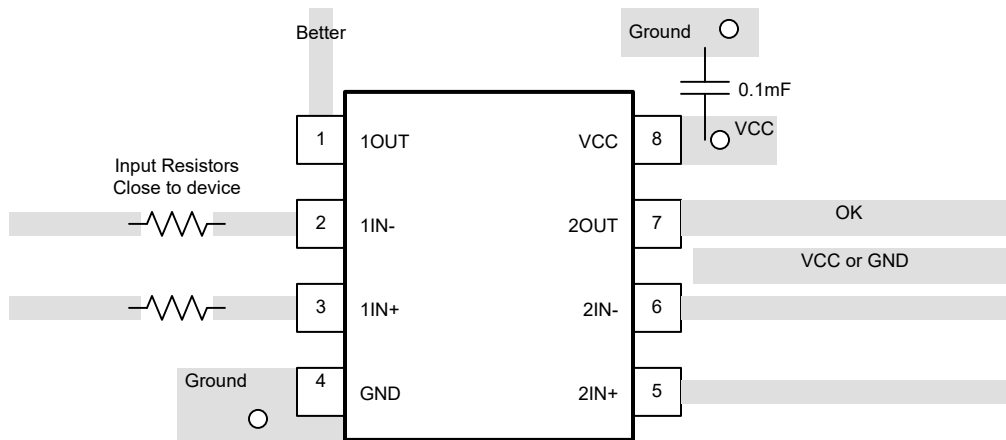 Better
Ground
0.1mF
VCC
1 1OUT VCC 8
Input Resistors
Close to device
2 1IN- 2OUT 7
OK
VCC or GND
3 1IN+ 2IN- 6
Ground
4 GND 2IN+ 5